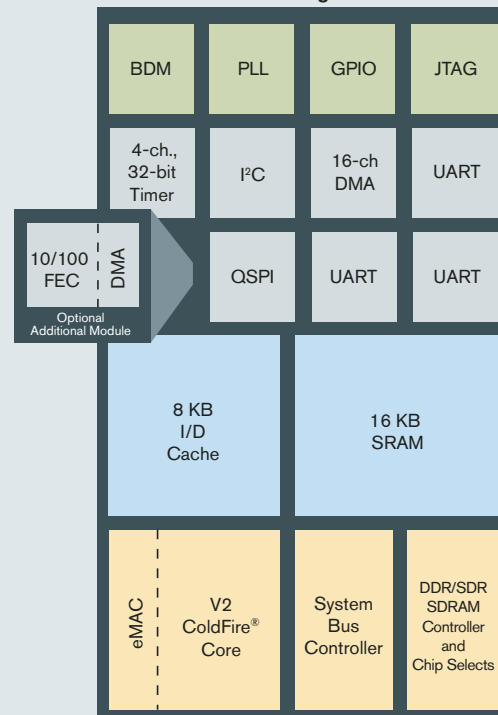 BDM
PLL
GPIO
JTAG
4-ch.,
32-bit
Timer
I²C
16-ch
DMA
UART
10/100
FEC
DMA
Optional
Additional Module
QSPI
UART
UART
8 KB
I/D
Cache
16 KB
SRAM
eMAC
V2
ColdFire®
Core
System
Bus
Controller
DDR/SDR
SDRAM
Controller
and
Chip Selects